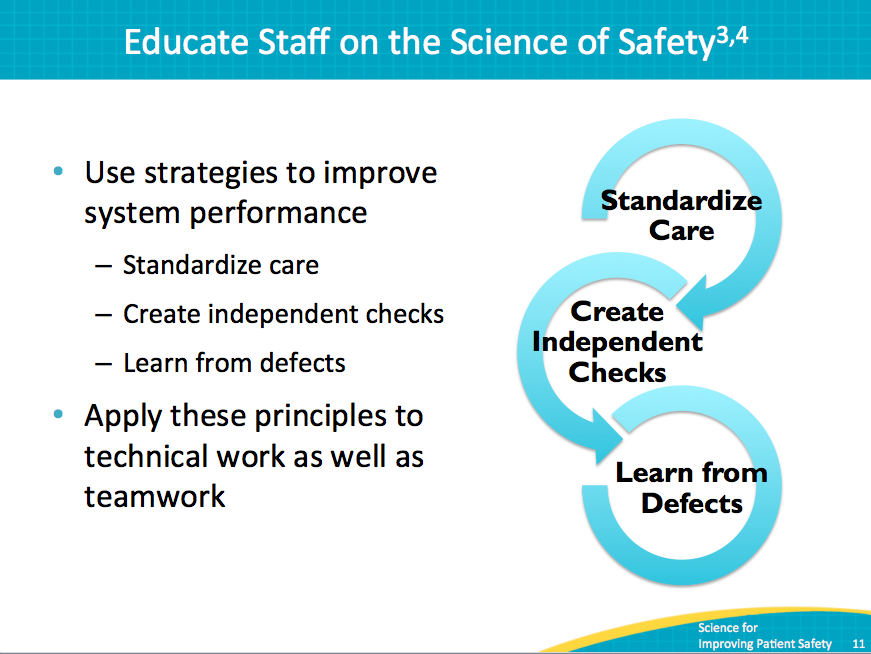 Educate Staff on the Science of Safety3,4
• Use strategies to improve
system performance
– Standardize care
– Create independent checks
– Learn from defects
• Apply these principles to
technical work as well as
teamwork
Standardize
Care
Create
Independent
Checks
Learn from
Defects
Science for
Improving Patient Safety 11